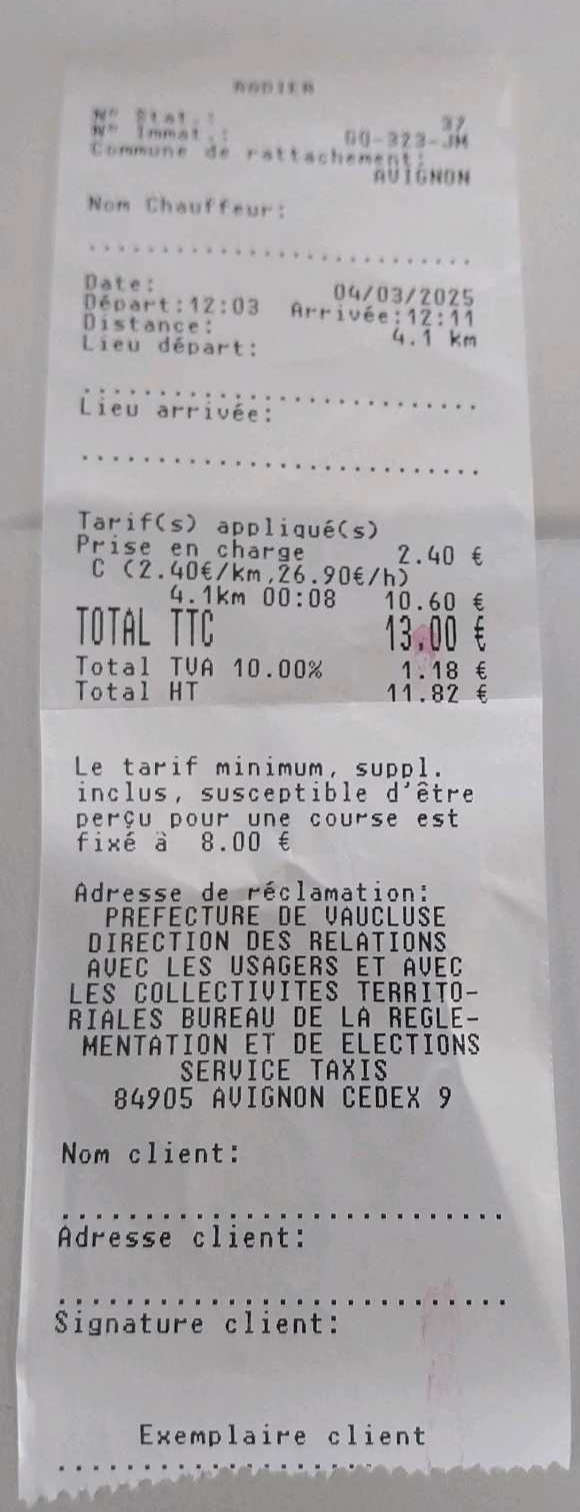 N° Stat.: 37
N° Immat.: GQ-323-JM
Commune de rattachement:
AVIGNON
Nom Chauffeur:
............................
Date: 04/03/2025
Départ:12:03 Arrivée:12:11
Distance: 4.1 km
Lieu départ:
............................
Lieu arrivée:
............................
Tarif(s) appliqué(s)
Prise en charge 2.40 €
C (2.40€/km,26.90€/h)
4.1km 00:08 10.60 €
TOTAL TTC 13.00 €
Total TVA 10.00% 1.18 €
Total HT 11.82 €
Le tarif minimum, suppl.
inclus, susceptible d'être
perçu pour une course est
fixé à 8.00 €
Adresse de réclamation:
PREFECTURE DE VAUCLUSE
DIRECTION DES RELATIONS
AVEC LES USAGERS ET AVEC
LES COLLECTIVITES TERRITO-
RIALES BUREAU DE LA REGLE-
MENTATION ET DE ELECTIONS
SERVICE TAXIS
84905 AVIGNON CEDEX 9
Nom client:
............................
Adresse client:
............................
Signature client:
Exemplaire client
....................